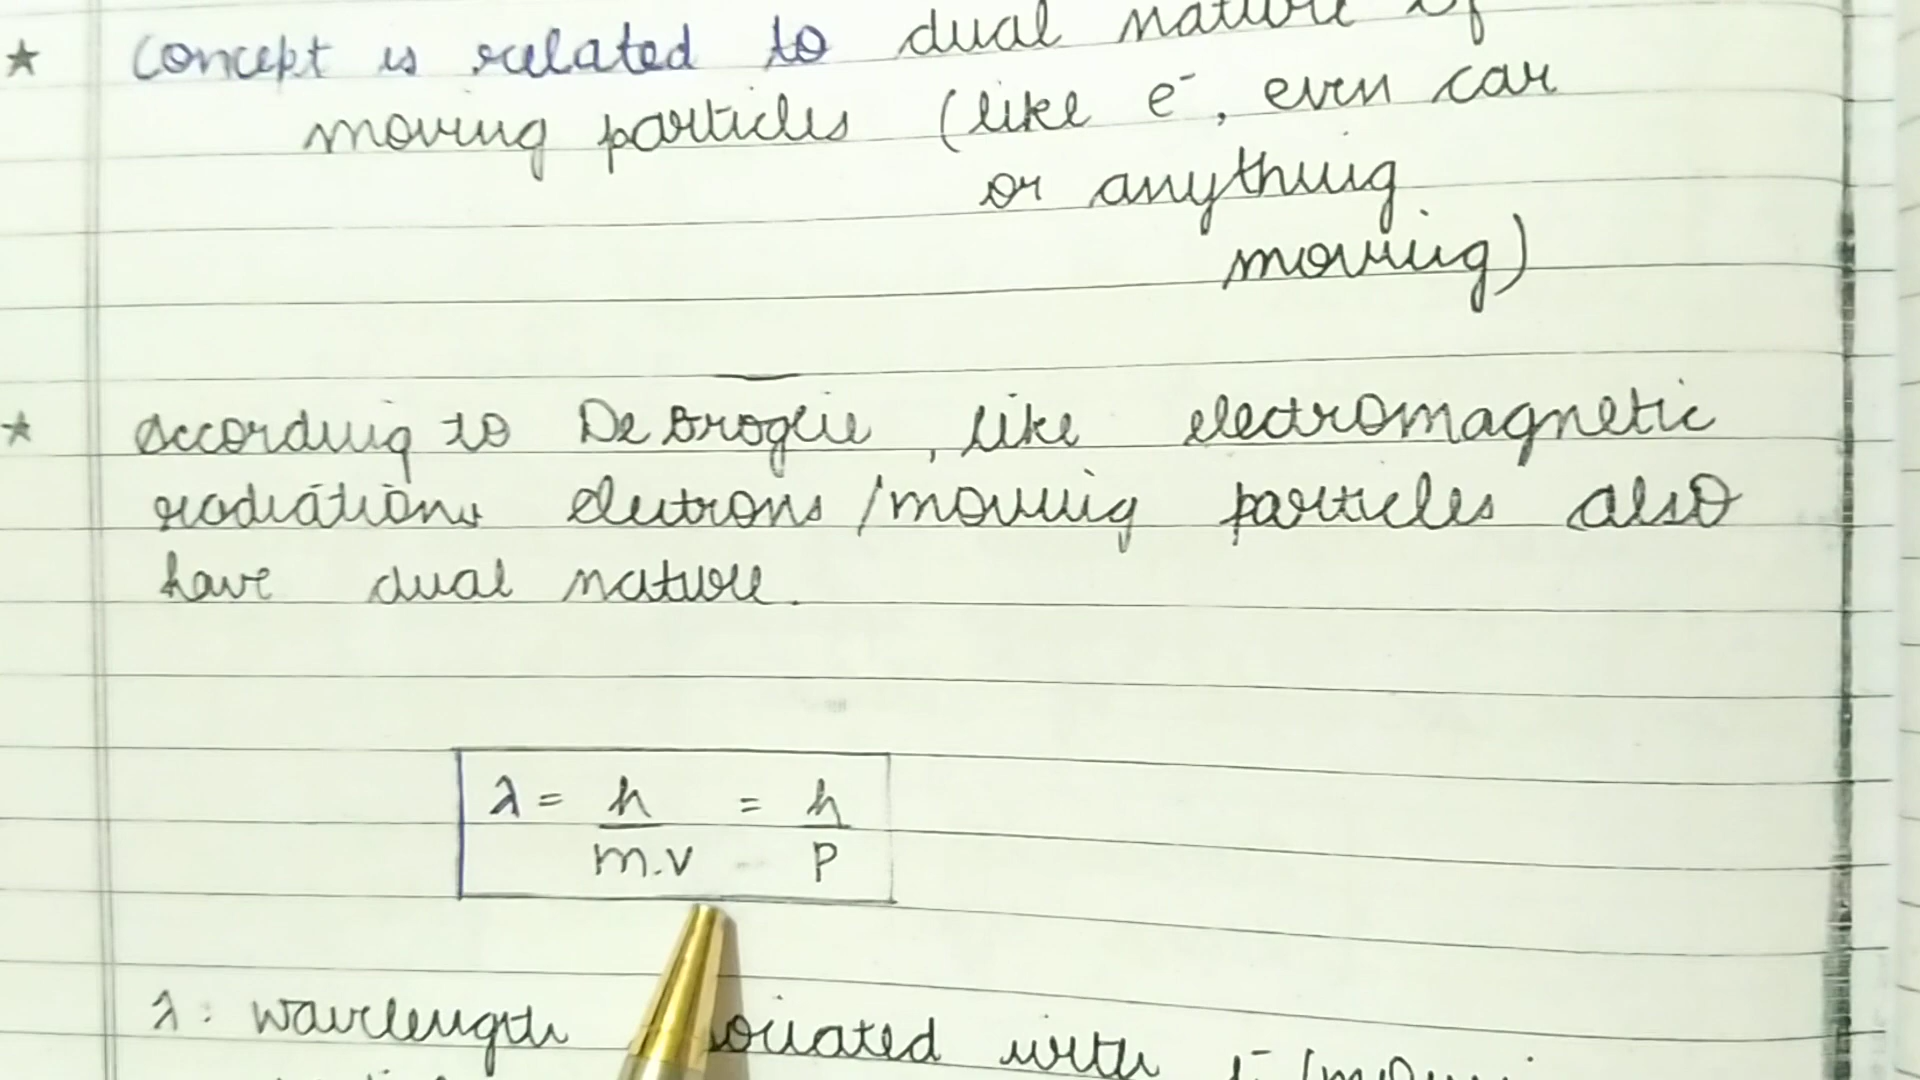 ★ Concept is related to dual nature of
moving particles (like e⁻, even car
or anything
moving)
★ According to De Broglie, like electromagnetic
radiations electrons/moving particles also
have dual nature.
λ = h/m.v = h/P
λ: wavelength with